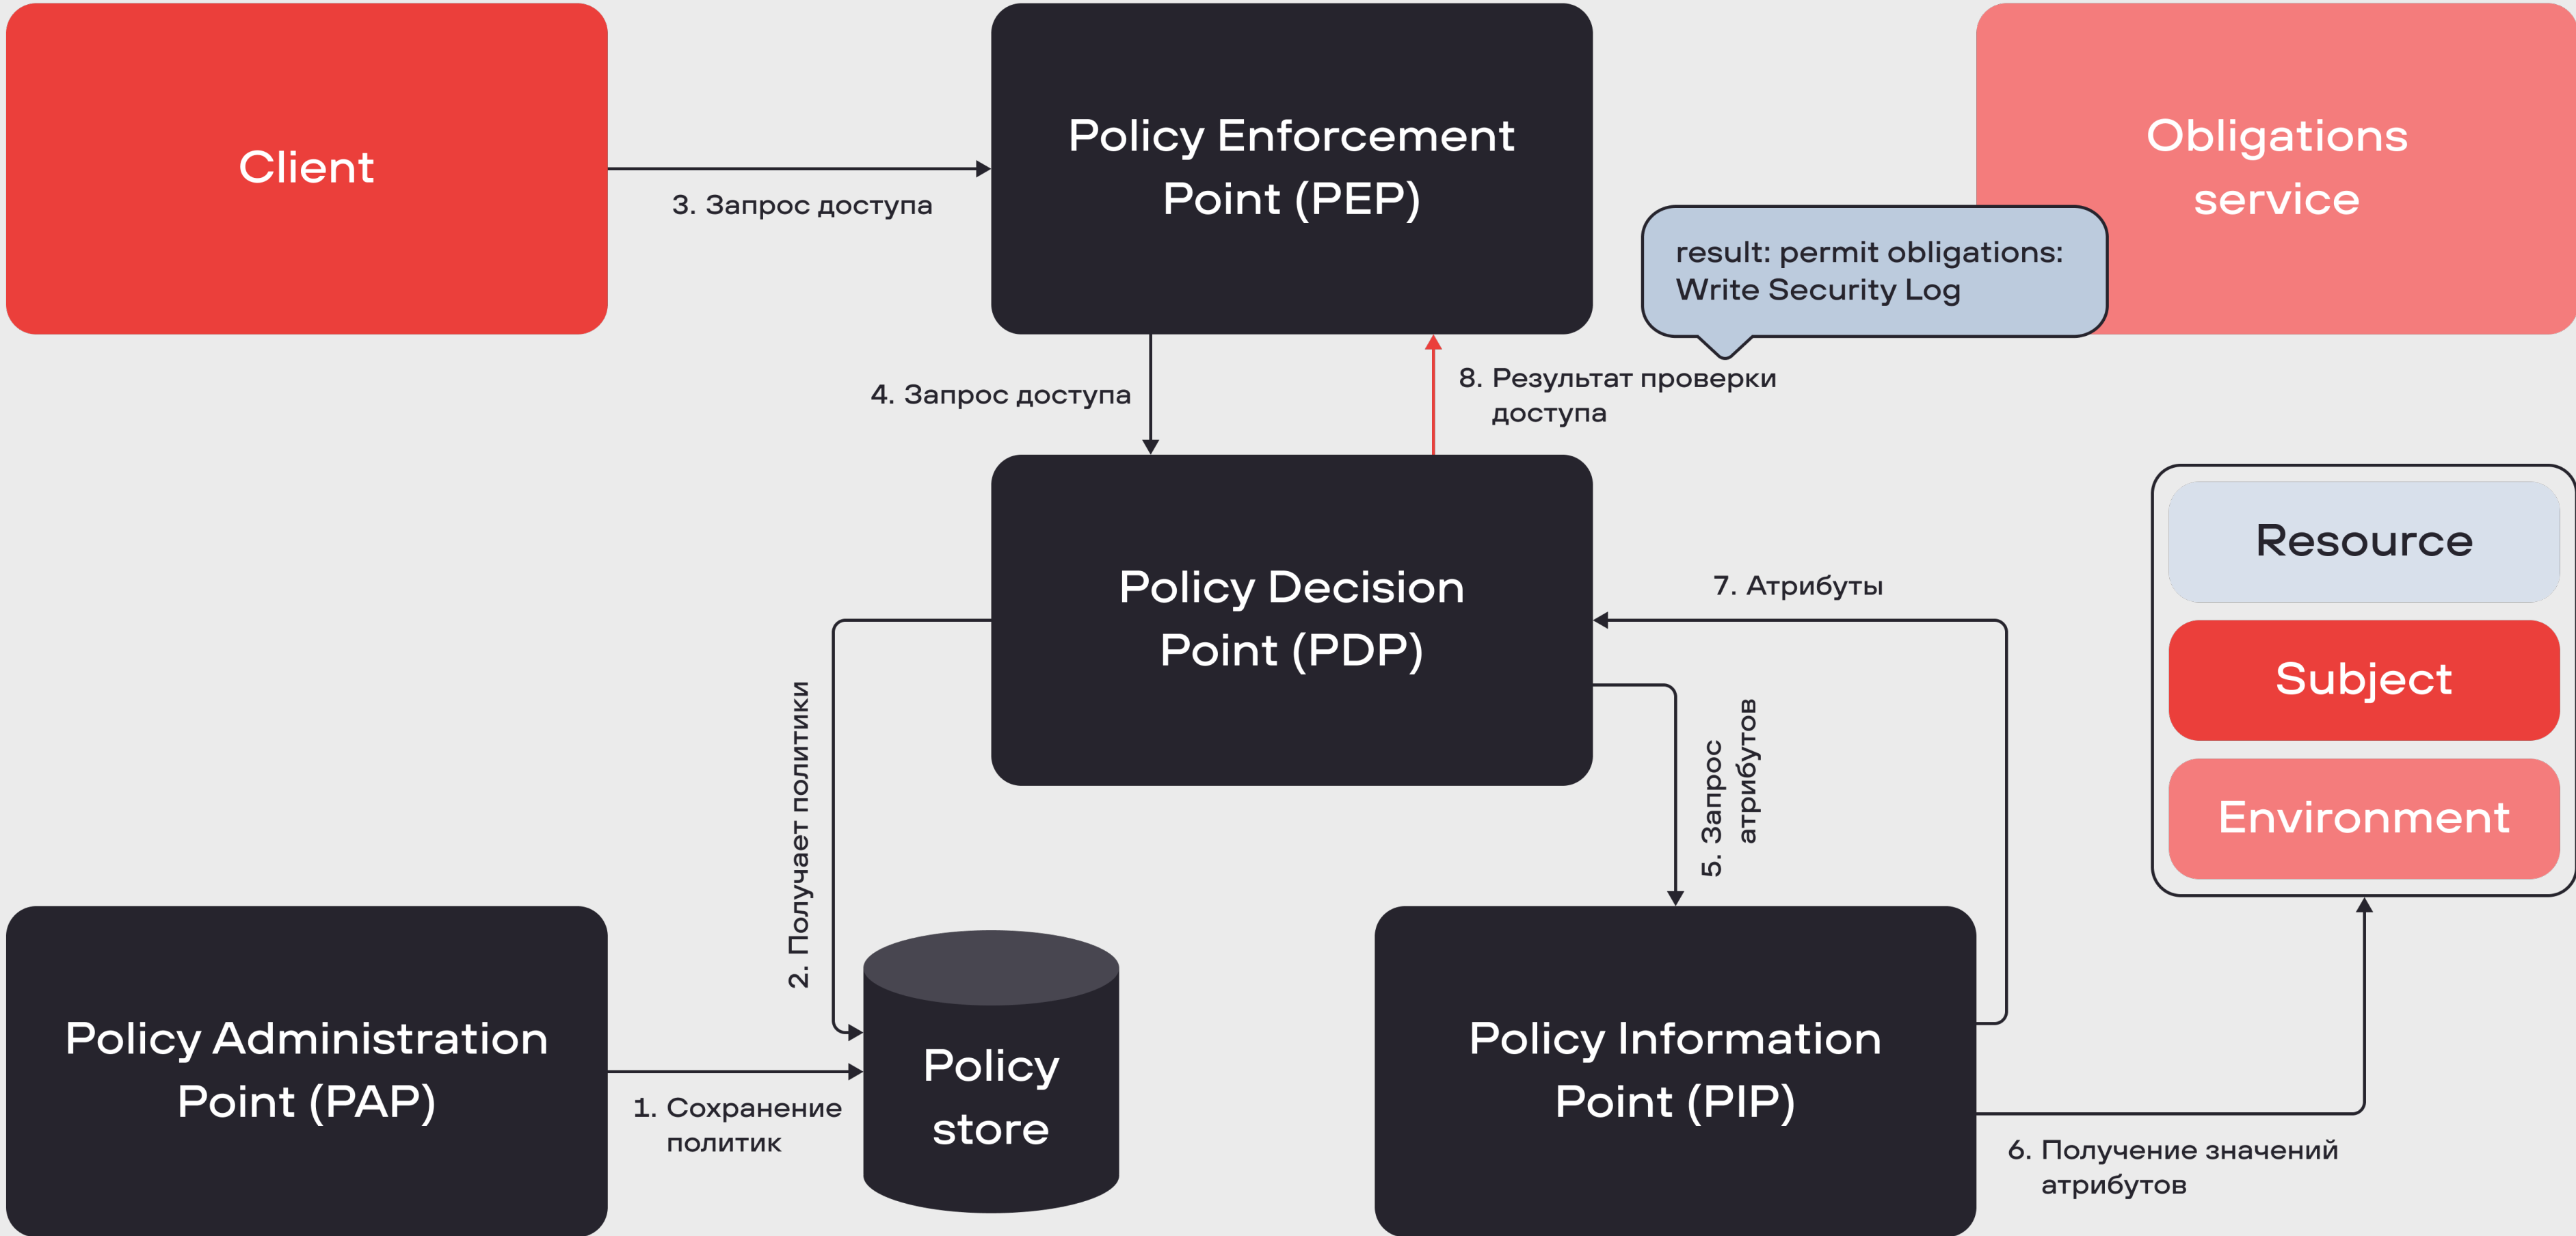 Client
3. Запрос доступа
Policy Enforcement
Point (PEP)
Obligations
service
result: permit obligations:
Write Security Log
4. Запрос доступа
8. Результат проверки
доступа
Policy Decision
Point (PDP)
7. Атрибуты
5. Запрос
атрибутов
2. Получает политики
Resource
Subject
Environment
Policy Administration
Point (PAP)
1. Сохранение
политик
Policy
store
Policy Information
Point (PIP)
6. Получение значений
атрибутов